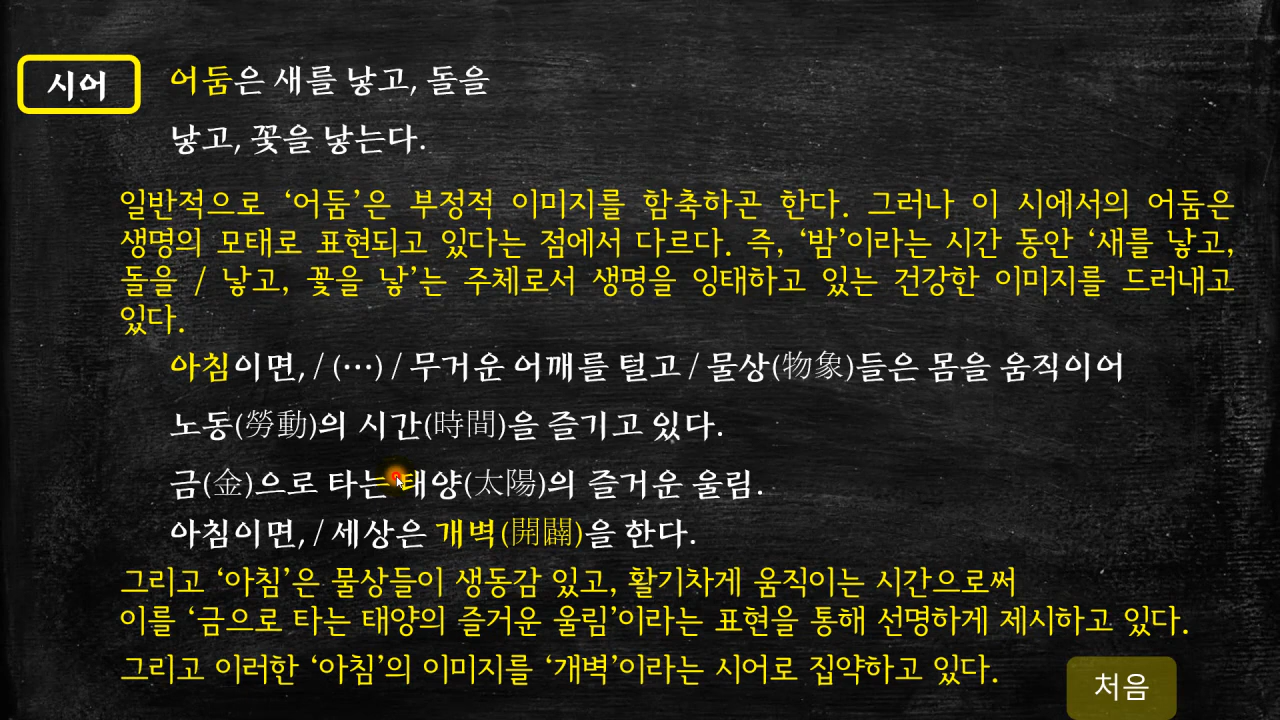 시어
어둠은 새를 낳고, 돌을
낳고, 꽃을 낳는다.
일반적으로 ‘어둠’은 부정적 이미지를 함축하곤 한다. 그러나 이 시에서의 어둠은
생명의 모태로 표현되고 있다는 점에서 다르다. 즉, ‘밤’이라는 시간 동안 ‘새를 낳고,
돌을 / 낳고, 꽃을 낳’는 주체로서 생명을 잉태하고 있는 건강한 이미지를 드러내고
있다.
아침이면, / (…) / 무거운 어깨를 털고 / 물상(物象)들은 몸을 움직이어
노동(勞動)의 시간(時間)을 즐기고 있다.
금(金)으로 타는 태양(太陽)의 즐거운 울림.
아침이면, / 세상은 개벽(開闢)을 한다.
그리고 ‘아침’은 물상들이 생동감 있고, 활기차게 움직이는 시간으로써
이를 ‘금으로 타는 태양의 즐거운 울림’이라는 표현을 통해 선명하게 제시하고 있다.
그리고 이러한 ‘아침’의 이미지를 ‘개벽’이라는 시어로 집약하고 있다.
처음